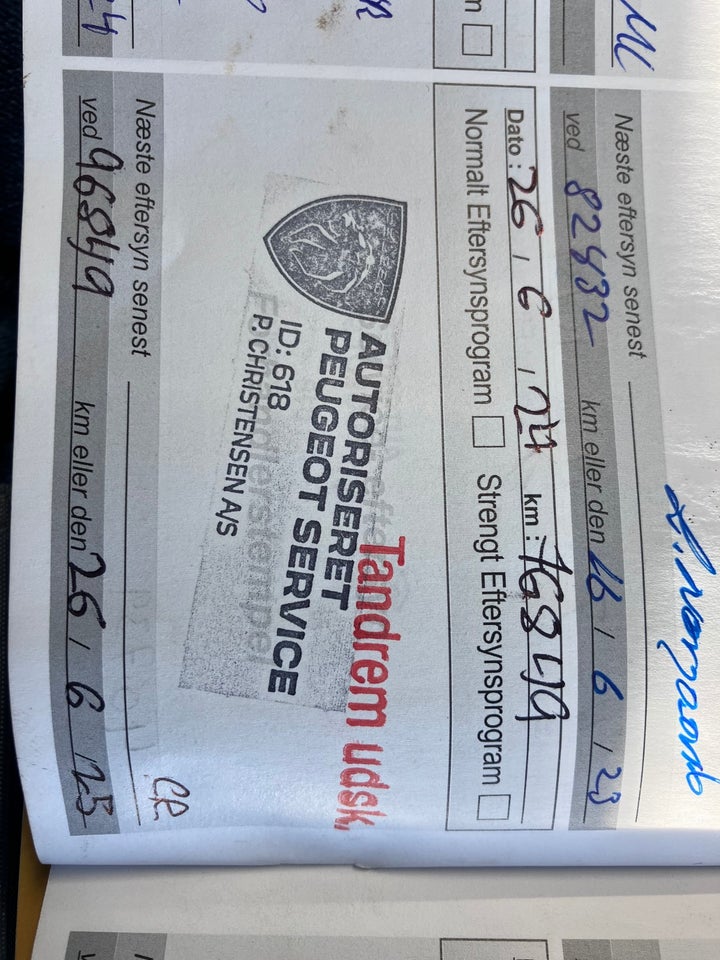 Næste eftersyn senest
ved 82432 km eller den 26 / 6 / 23
Dato : 26 / 6 / 24 km : 76849
Normalt Eftersynsprogram Strengt Eftersynsprogram
Tandrem udsk.
AUTORISERET
PEUGEOT SERVICE
ID: 618
P. CHRISTENSEN A/S
CR
Næste eftersyn senest
ved 96849 km eller den 26 / 6 / 25